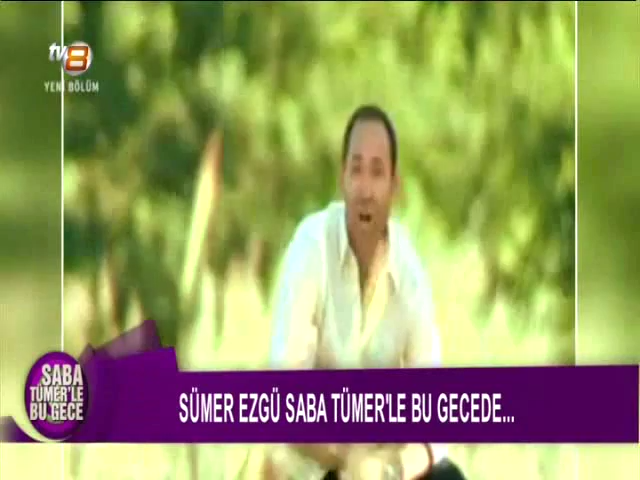 tv8
YENİ BÖLÜM
SABA
TÜMER'LE
BU GECE
SÜMER EZGÜ SABA TÜMER'LE BU GECEDE...